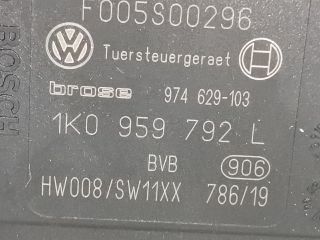 F005S00296
Tuersteuergeraet
brose 974 629-103
1K0 959 792 L
BVB 906
HW008/SW11XX 786/19
BOSCH